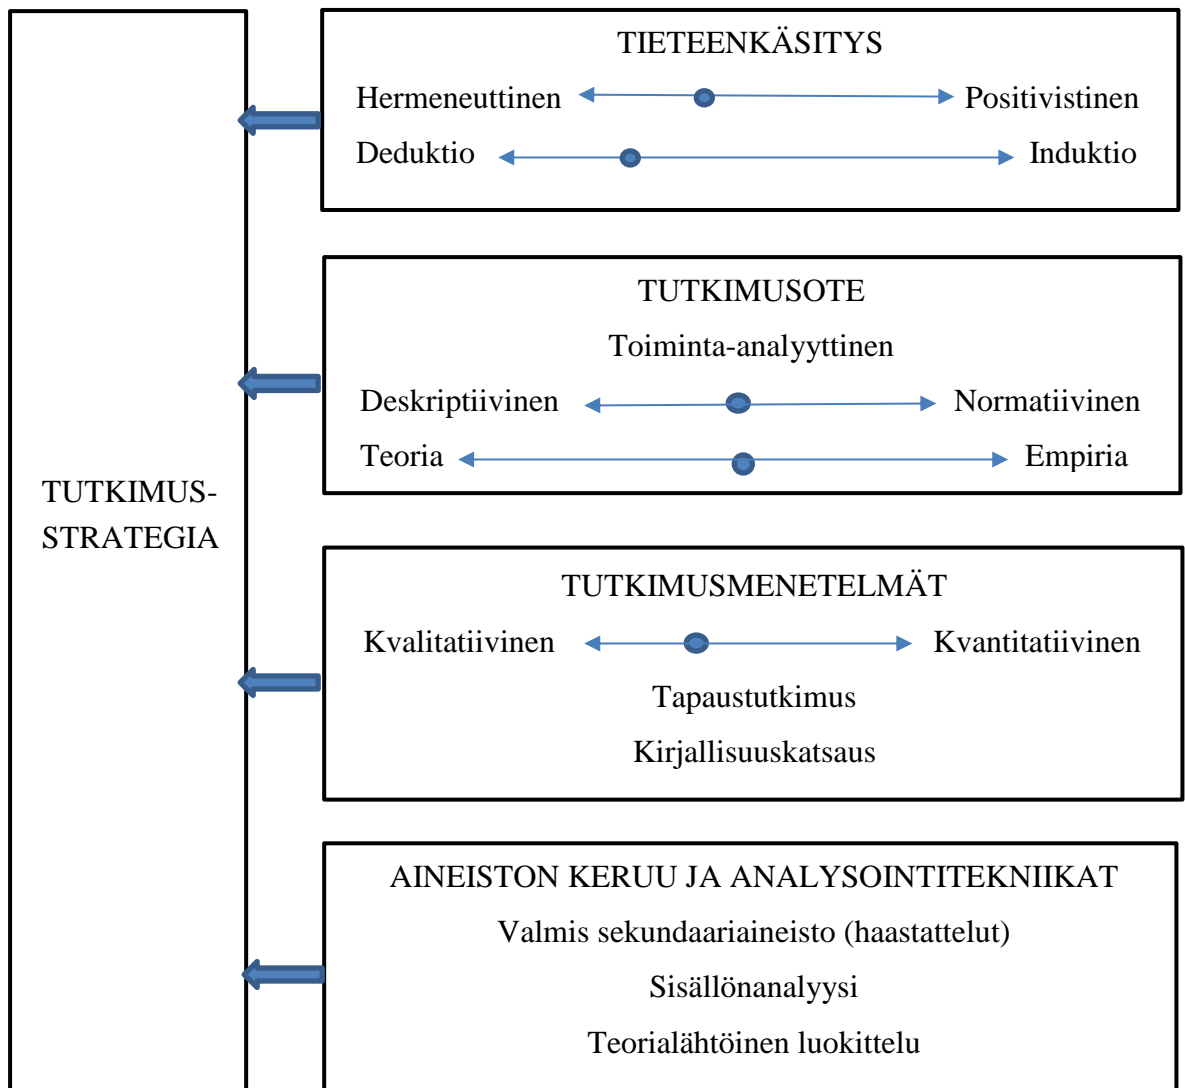 TIETEENKÄSITYS
Hermeneuttinen Positivistinen
Deduktio Induktio
TUTKIMUSOTE
Toiminta-analyyttinen
Deskriptiivinen Normatiivinen
Teoria Empiria
TUTKIMUS-
STRATEGIA
TUTKIMUSMENETELMÄT
Kvalitatiivinen Kvantitatiivinen
Tapaustutkimus
Kirjallisuuskatsaus
AINEISTON KERUU JA ANALYSOINTITEKNIIKAT
Valmis sekundaariaineisto (haastattelut)
Sisällönanalyysi
Teorialähtöinen luokittelu